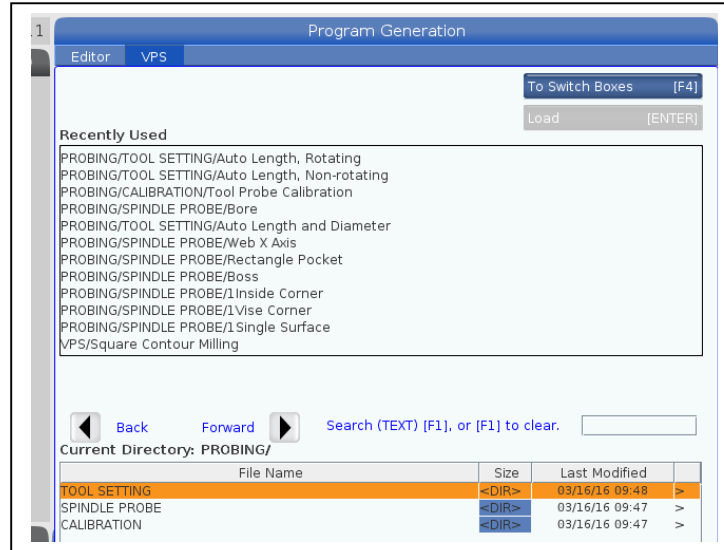 .1
Program Generation
Editor VPS
To Switch Boxes [F4]
Load [ENTER]
Recently Used
PROBING/TOOL SETTING/Auto Length, Rotating
PROBING/TOOL SETTING/Auto Length, Non-rotating
PROBING/CALIBRATION/Tool Probe Calibration
PROBING/SPINDLE PROBE/Bore
PROBING/TOOL SETTING/Auto Length and Diameter
PROBING/SPINDLE PROBE/Web X Axis
PROBING/SPINDLE PROBE/Rectangle Pocket
PROBING/SPINDLE PROBE/Boss
PROBING/SPINDLE PROBE/1Inside Corner
PROBING/SPINDLE PROBE/1Vise Corner
PROBING/SPINDLE PROBE/1Single Surface
VPS/Square Contour Milling
Back Forward Search (TEXT) [F1], or [F1] to clear.
Current Directory: PROBING/
File Name Size Last Modified
TOOL SETTING <DIR> 03/16/16 09:48 >
SPINDLE PROBE <DIR> 03/16/16 09:47 >
CALIBRATION <DIR> 03/16/16 09:47 >